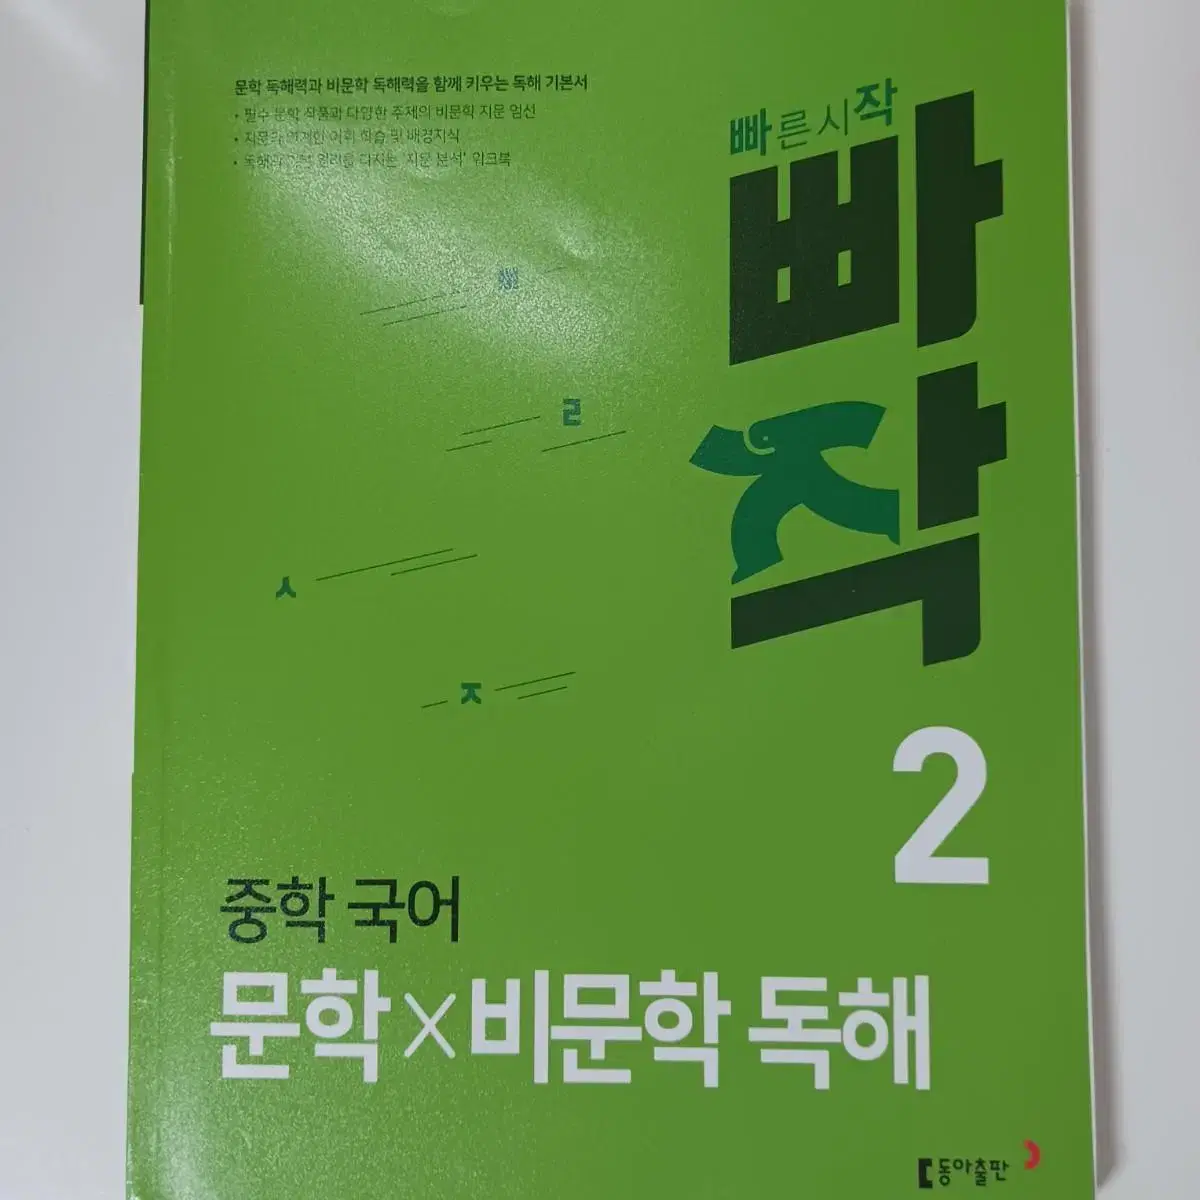 문학 독해력과 비문학 독해력을 함께 키우는 독해 기본서
• 필수 문학 작품과 다양한 주제의 비문학 지문 엄선
• 지문과 연계한 어휘 학습 및 배경지식
• 독해의 기본 원리를 다지는 '지문 분석' 워크북
빠른시작
빠작
ㅃ
ㄹ
ㅅ
ㅈ
2
중학 국어
문학×비문학 독해
동아출판